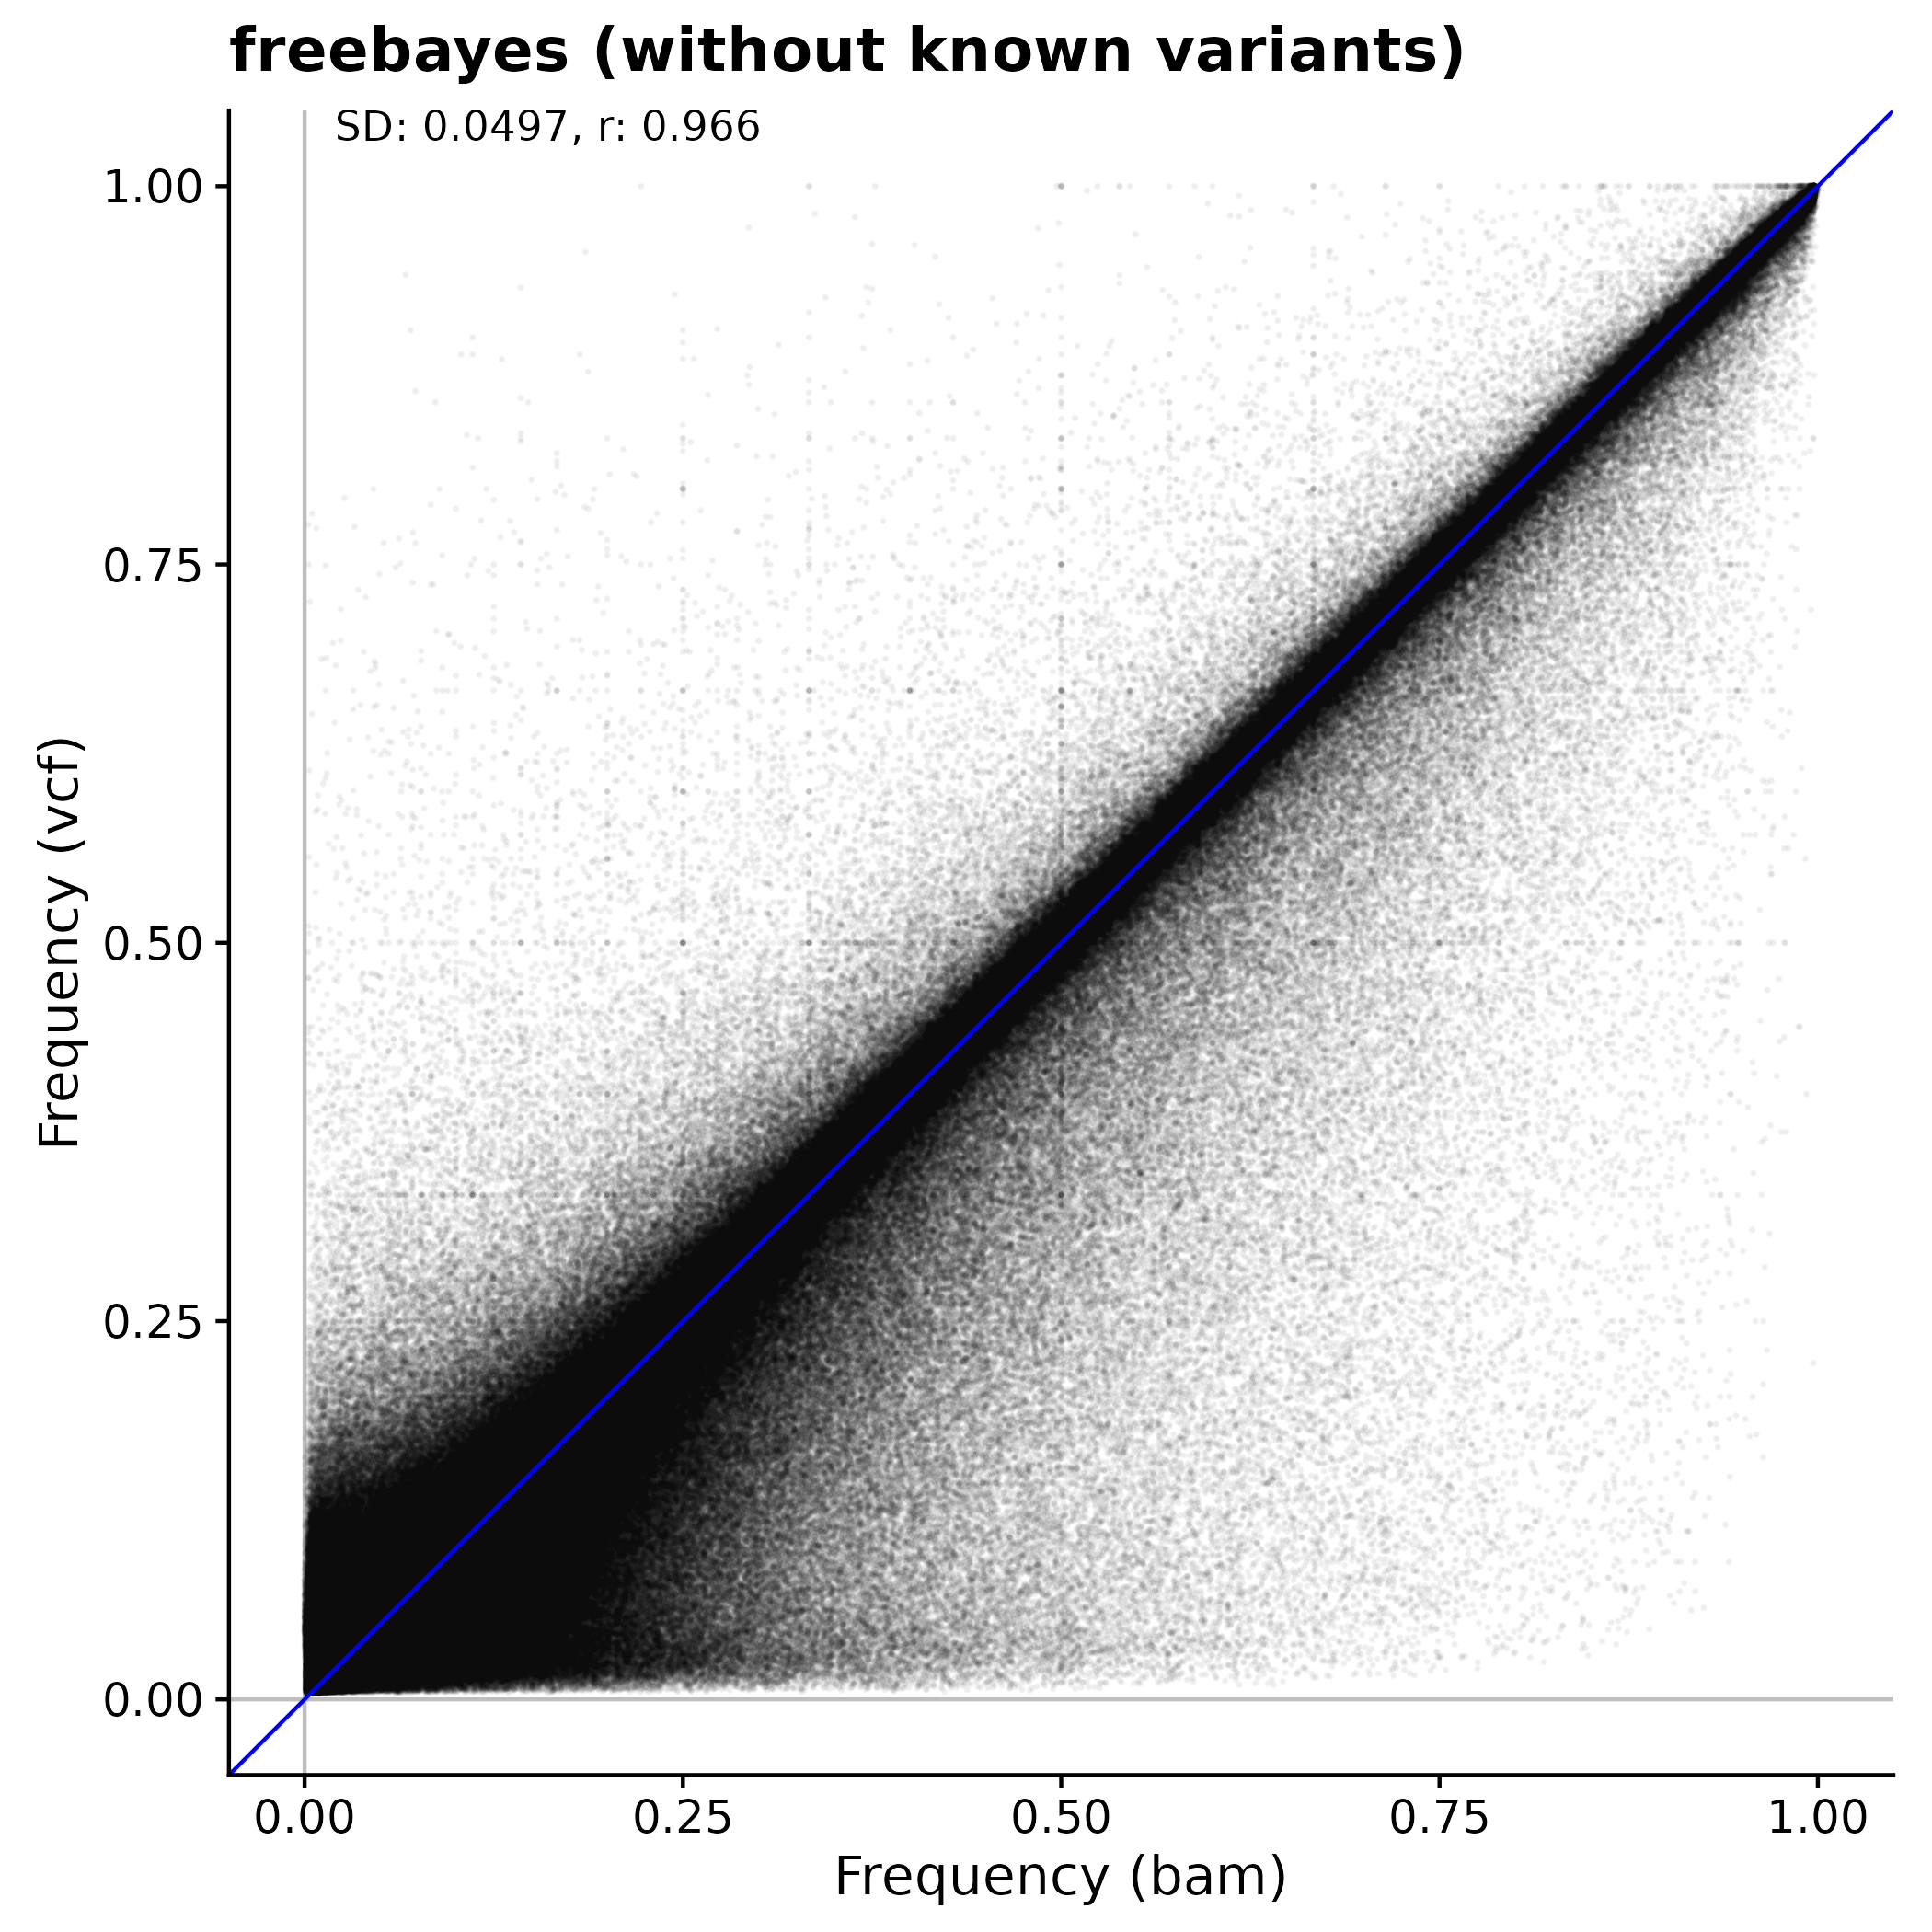 freebayes (without known variants)
SD: 0.0497, r: 0.966
1.00
0.75
0.50
0.25
0.00
Frequency (vcf)
0.00 0.25 0.50 0.75 1.00
Frequency (bam)